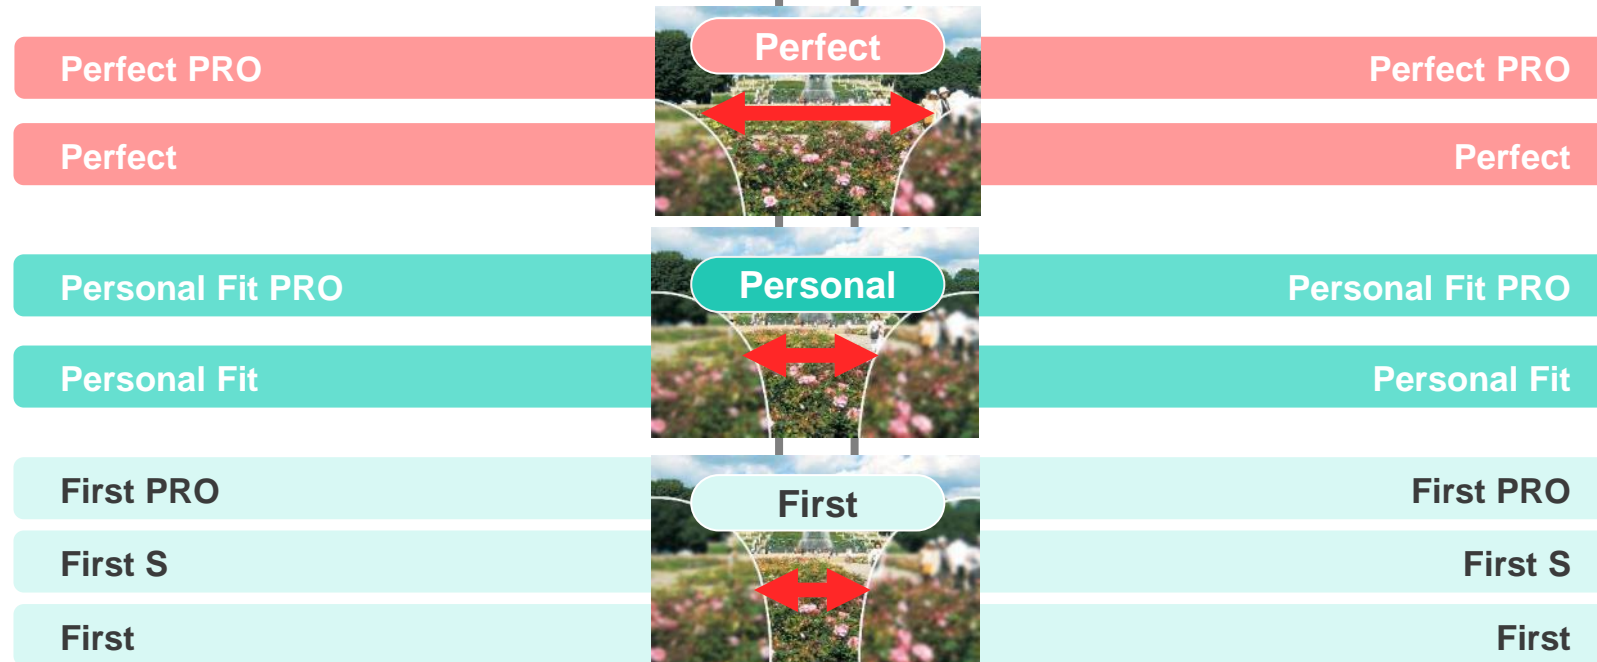 Perfect
Perfect PRO
Perfect PRO
Perfect
Perfect
Personal
Personal Fit PRO
Personal Fit PRO
Personal Fit
Personal Fit
First PRO
First
First PRO
First S
First S
First
First